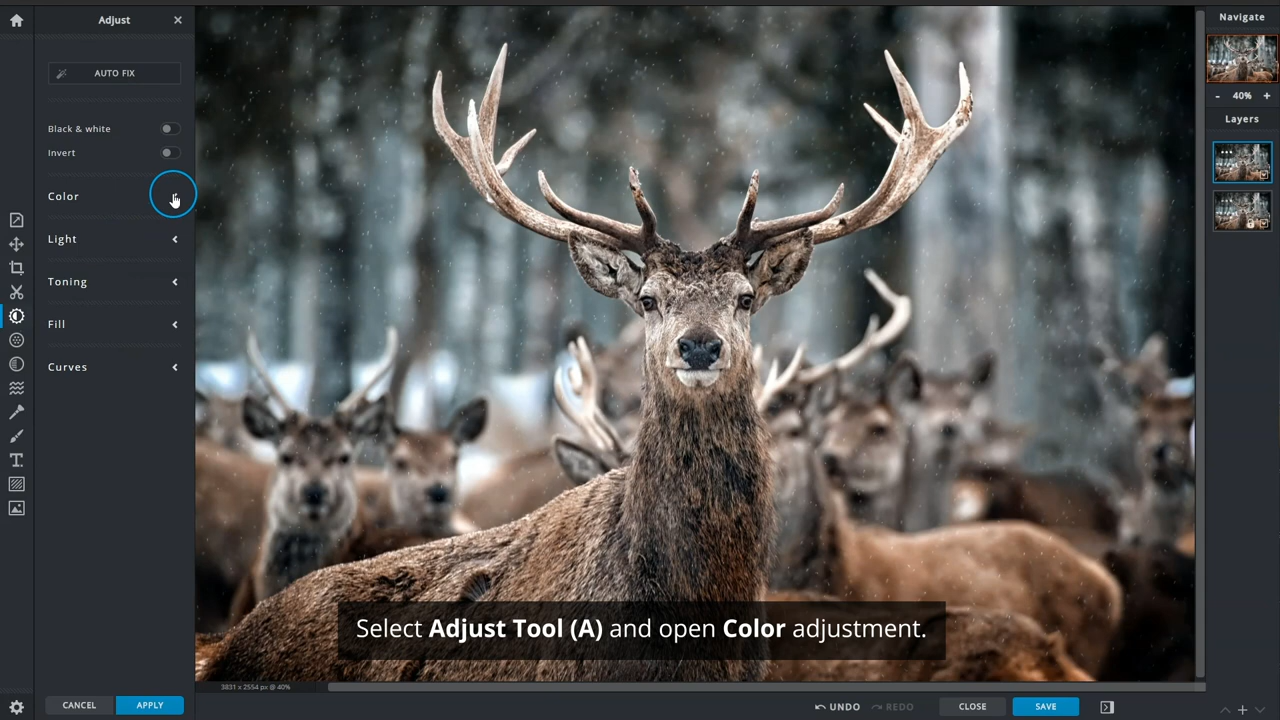 Adjust
AUTO FIX
Black & white
Invert
Color
Light
Toning
Fill
Curves
CANCEL
APPLY
Select Adjust Tool (A) and open Color adjustment.
3831 x 2554 px @ 40%
UNDO
REDO
CLOSE
SAVE
Navigate
- 40% +
Layers